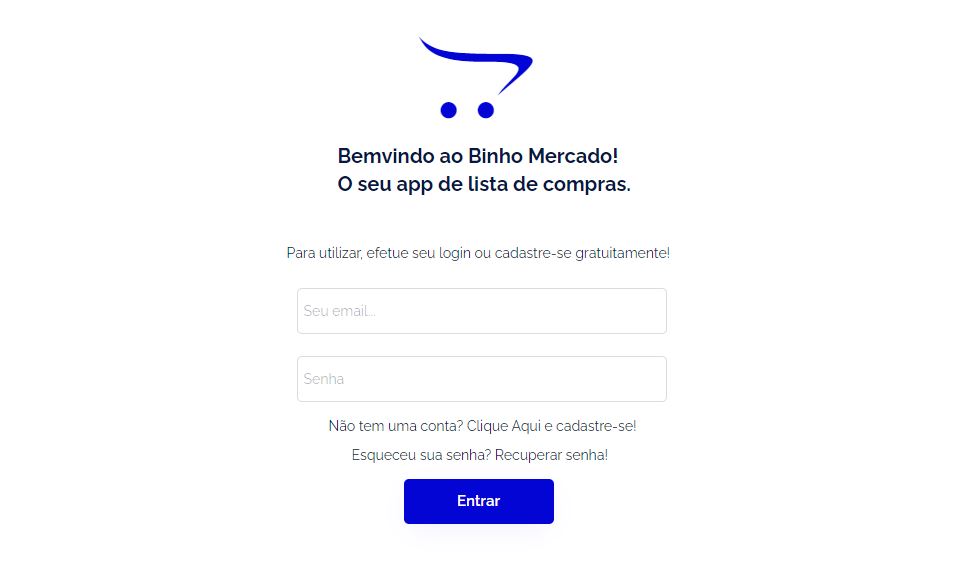 Bemvindo ao Binho Mercado!
O seu app de lista de compras.
Para utilizar, efetue seu login ou cadastre-se gratuitamente!
Seu email...
Senha
Não tem uma conta? Clique Aqui e cadastre-se!
Esqueceu sua senha? Recuperar senha!
Entrar